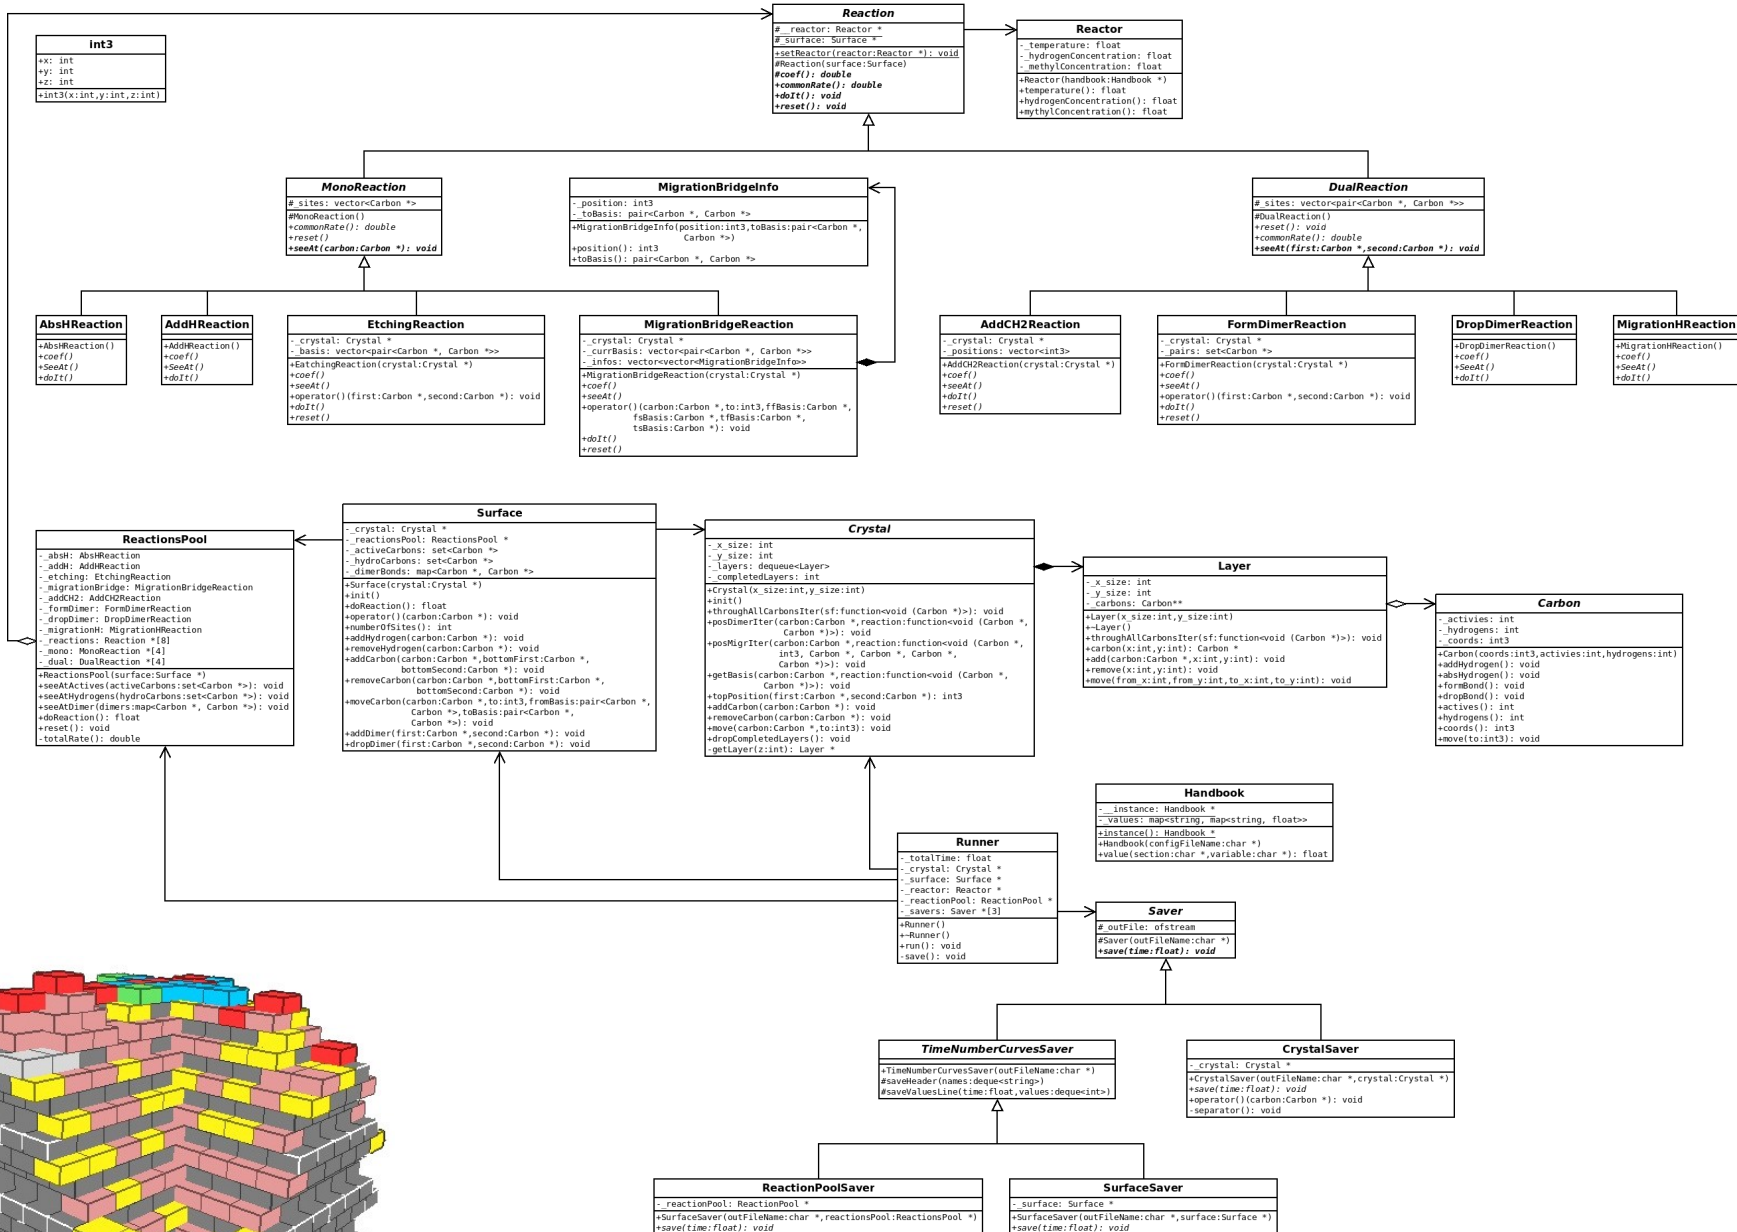 Reaction
#__reactor: Reactor *
#_surface: Surface *
+setReactor(reactor:Reactor *): void
#Reaction(surface:Surface)
#coef(): double
+commonRate(): double
+doIt(): void
+reset(): void
Reactor
-_temperature: float
-_hydrogenConcentration: float
-_methylConcentration: float
+Reactor(handbook:Handbook *)
+temperature(): float
+hydrogenConcentration(): float
+mythylConcentration(): float
int3
+x: int
+y: int
+z: int
+int3(x:int,y:int,z:int)
MonoReaction
#_sites: vector<Carbon *>
#MonoReaction()
+commonRate(): double
+reset()
+seeAt(carbon:Carbon *): void
MigrationBridgeInfo
-_position: int3
-_toBasis: pair<Carbon *, Carbon *>
+MigrationBridgeInfo(position:int3,toBasis:pair<Carbon *,
Carbon *>)
+position(): int3
+toBasis(): pair<Carbon *, Carbon *>
DualReaction
#_sites: vector<pair<Carbon *, Carbon *>>
#DualReaction()
+reset(): void
+commonRate(): double
+seeAt(first:Carbon *,second:Carbon *): void
AbsHReaction
+AbsHReaction()
+coef()
+SeeAt()
+doIt()
AddHReaction
+AddHReaction()
+coef()
+SeeAt()
+doIt()
EtchingReaction
-_crystal: Crystal *
-_basis: vector<pair<Carbon *, Carbon *>>
+EatchingReaction(crystal:Crystal *)
+coef()
+seeAt()
+operator()(first:Carbon *,second:Carbon *): void
+doIt()
+reset()
MigrationBridgeReaction
-_crystal: Crystal *
-_currBasis: vector<pair<Carbon *, Carbon *>>
-_infos: vector<vector<MigrationBridgeInfo>>
+MigrationBridgeReaction(crystal:Crystal *)
+coef()
+seeAt()
+operator()(carbon:Carbon *,to:int3,ffBasis:Carbon *,
fsBasis:Carbon *,tfBasis:Carbon *,
tsBasis:Carbon *): void
+doIt()
+reset()
AddCH2Reaction
-_crystal: Crystal *
-_positions: vector<int3>
+AddCH2Reaction(crystal:Crystal *)
+coef()
+seeAt()
+doIt()
+reset()
FormDimerReaction
-_crystal: Crystal *
-_pairs: set<Carbon *>
+FormDimerReaction(crystal:Crystal *)
+coef()
+seeAt()
+operator()(first:Carbon *,second:Carbon *): void
+doIt()
+reset()
DropDimerReaction
+DropDimerReaction()
+coef()
+SeeAt()
+doIt()
MigrationHReaction
+MigrationHReaction()
+coef()
+SeeAt()
+doIt()
ReactionsPool
-_absH: AbsHReaction
-_addH: AddHReaction
-_etching: EtchingReaction
-_migrationBridge: MigrationBridgeReaction
-_addCH2: AddCH2Reaction
-_formDimer: FormDimerReaction
-_dropDimer: DropDimerReaction
-_migrationH: MigrationHReaction
-_reactions: Reaction *[8]
-_mono: MonoReaction *[4]
-_dual: DualReaction *[4]
+ReactionsPool(surface:Surface *)
+seeAtActives(activeCarbons:set<Carbon *>): void
+seeAtHydrogens(hydroCarbons:set<Carbon *>): void
+seeAtDimer(dimers:map<Carbon *, Carbon *>): void
+doReaction(): float
+reset(): void
-totalRate(): double
Surface
-_crystal: Crystal *
-_reactionsPool: ReactionsPool *
-_activeCarbons: set<Carbon *>
-_hydroCarbons: set<Carbon *>
-_dimerBonds: map<Carbon *, Carbon *>
+Surface(crystal:Crystal *)
+init()
+doReaction(): float
+operator()(carbon:Carbon *): void
+numberOfSites(): int
+addHydrogen(carbon:Carbon *): void
+removeHydrogen(carbon:Carbon *): void
+addCarbon(carbon:Carbon *,bottomFirst:Carbon *,
bottomSecond:Carbon *): void
+removeCarbon(carbon:Carbon *,bottomFirst:Carbon *,
bottomSecond:Carbon *): void
+moveCarbon(carbon:Carbon *,to:int3,fromBasis:pair<Carbon *,
Carbon *>,toBasis:pair<Carbon *,
Carbon *>): void
+addDimer(first:Carbon *,second:Carbon *): void
+dropDimer(first:Carbon *,second:Carbon *): void
Crystal
-_x_size: int
-_y_size: int
-_layers: dequeue<Layer>
-_completedLayers: int
+Crystal(x_size:int,y_size:int)
+init()
+throughAllCarbonsIter(sf:function<void (Carbon *)>): void
+posDimerIter(carbon:Carbon *,reaction:function<void (Carbon *,
Carbon *)>): void
+posMigrIter(carbon:Carbon *,reaction:function<void (Carbon *,
int3, Carbon *, Carbon *, Carbon *,
Carbon *)>): void
+getBasis(carbon:Carbon *,reaction:function<void (Carbon *,
Carbon *)>): void
+topPosition(first:Carbon *,second:Carbon *): int3
+addCarbon(carbon:Carbon *): void
+removeCarbon(carbon:Carbon *): void
+move(carbon:Carbon *,to:int3): void
+dropCompletedLayers(): void
-getLayer(z:int): Layer *
Layer
-_x_size: int
-_y_size: int
-_carbons: Carbon**
+Layer(x_size:int,y_size:int)
+~Layer()
+throughAllCarbonsIter(sf:function<void (Carbon *)>): void
+carbon(x:int,y:int): Carbon *
+add(carbon:Carbon *,x:int,y:int): void
+remove(x:int,y:int): void
+move(from_x:int,from_y:int,to_x:int,to_y:int): void
Carbon
-_activies: int
-_hydrogens: int
-_coords: int3
+Carbon(coords:int3,activies:int,hydrogens:int)
+addHydrogen(): void
+absHydrogen(): void
+formBond(): void
+dropBond(): void
+actives(): int
+hydrogens(): int
+coords(): int3
+move(to:int3): void
Handbook
-__instance: Handbook *
-_values: map<string, map<string, float>>
+instance(): Handbook *
+Handbook(configFileName:char *)
+value(section:char *,variable:char *): float
Runner
-_totalTime: float
-_crystal: Crystal *
-_surface: Surface *
-_reactor: Reactor *
-_reactionPool: ReactionPool *
-_savers: Saver *[3]
+Runner()
+~Runner()
+run(): void
-save(): void
Saver
#_outFile: ofstream
#Saver(outFileName:char *)
+save(time:float): void
TimeNumberCurvesSaver
+TimeNumberCurvesSaver(outFileName:char *)
#saveHeader(names:deque<string>)
#saveValuesLine(time:float,values:deque<int>)
CrystalSaver
-_crystal: Crystal *
+CrystalSaver(outFileName:char *,crystal:Crystal *)
+save(time:float): void
+operator()(carbon:Carbon *): void
-separator(): void
ReactionPoolSaver
-_reactionPool: ReactionPool *
+SurfaceSaver(outFileName:char *,reactionsPool:ReactionsPool *)
+save(time:float): void
SurfaceSaver
-_surface: Surface *
+SurfaceSaver(outFileName:char *,surface:Surface *)
+save(time:float): void